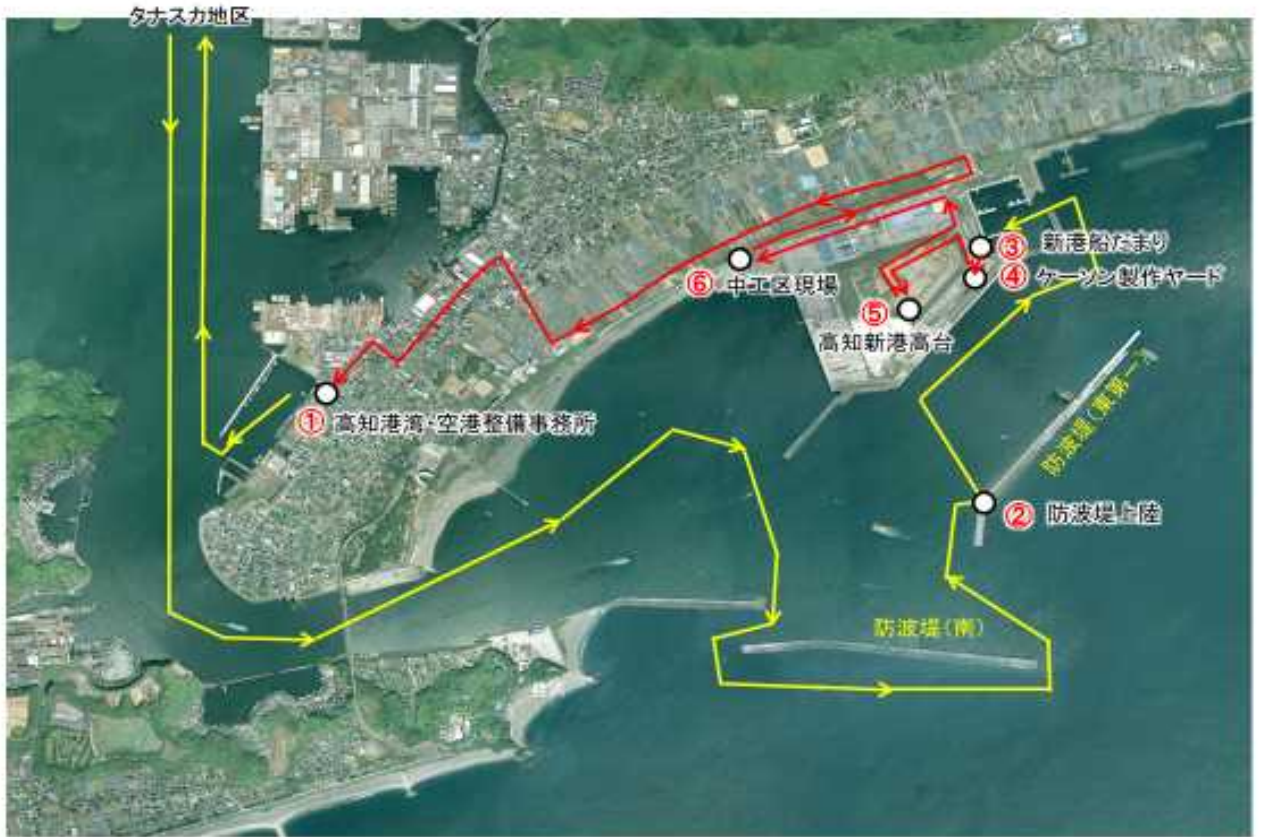 タナスカ地区
③ 新港船だまり
④ ケーソン製作ヤード
⑥ 中工区現場
⑤
高知新港高台
① 高知港湾・空港整備事務所
防波堤(東第一)
② 防波堤上陸
防波堤(南)